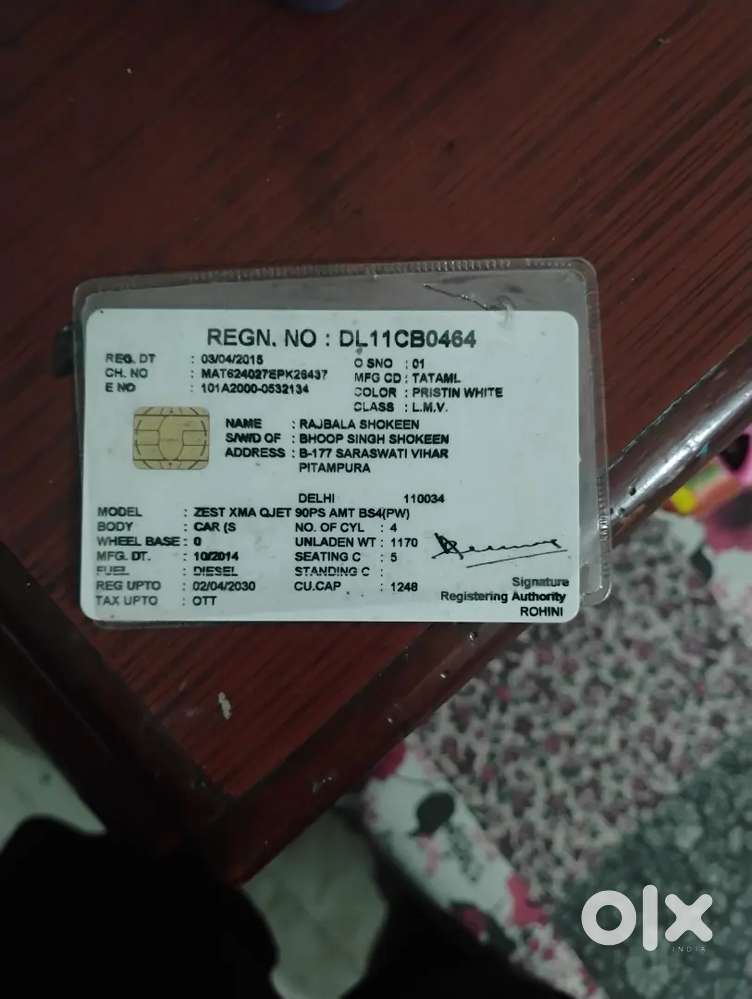 REGN. NO : DL11CB0464
REG. DT : 03/04/2015 O SNO : 01
CH. NO : MAT624027EPK26437 MFG CD : TATAML
E NO : 101A2000-0532134 COLOR : PRISTIN WHITE
CLASS : L.M.V.
NAME : RAJBALA SHOKEEN
S/W/D OF : BHOOP SINGH SHOKEEN
ADDRESS : B-177 SARASWATI VIHAR
PITAMPURA
DELHI 110034
MODEL : ZEST XMA QJET 90PS AMT BS4(PW)
BODY : CAR (S NO. OF CYL : 4
WHEEL BASE : 0 UNLADEN WT : 1170
MFG. DT. : 10/2014 SEATING C : 5
FUEL : DIESEL STANDING C :
REG UPTO : 02/04/2030 CU.CAP : 1248
TAX UPTO : OTT
Signature
Registering Authority
ROHINI
olx
INDIA